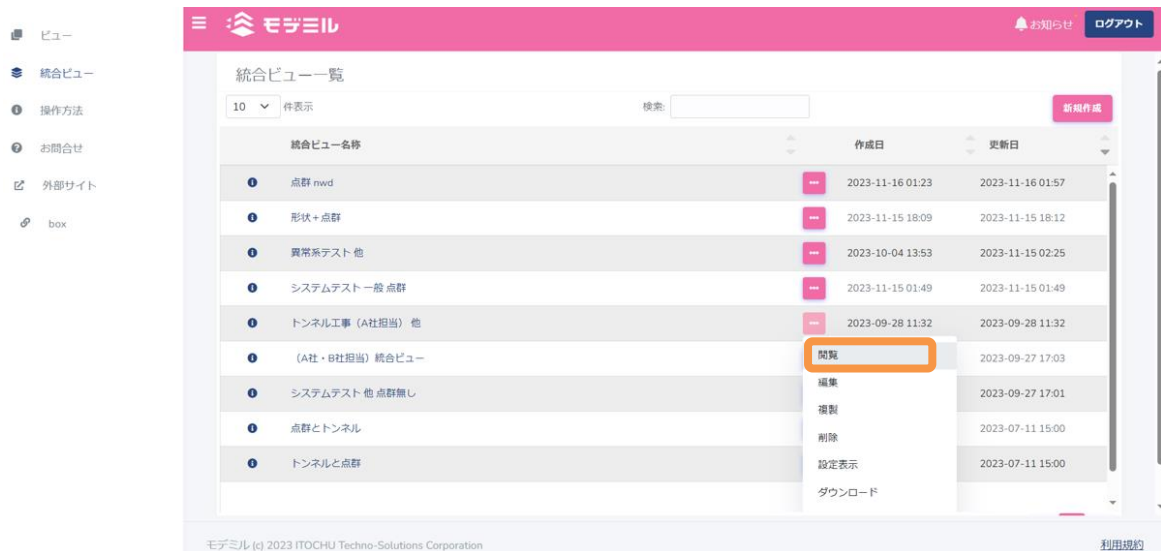 ビュー
統合ビュー
操作方法
お問合せ
外部サイト
box
モデミル
お知らせ
ログアウト
統合ビュー一覧
10 件表示 検索: 新規作成
統合ビュー名称 作成日 更新日
点群 nwd 2023-11-16 01:23 2023-11-16 01:57
形状 + 点群 2023-11-15 18:09 2023-11-15 18:12
異常系テスト 他 2023-10-04 13:53 2023-11-15 02:25
システムテスト 一般 点群 2023-11-15 01:49 2023-11-15 01:49
トンネル工事（A社担当） 他 2023-09-28 11:32 2023-09-28 11:32
（A社・B社担当）統合ビュー 2023-09-27 17:03
システムテスト 他 点群無し 2023-09-27 17:01
点群とトンネル 2023-07-11 15:00
トンネルと点群 2023-07-11 15:00
閲覧
編集
複製
削除
設定表示
ダウンロード
モデミル (c) 2023 ITOCHU Techno-Solutions Corporation 利用規約